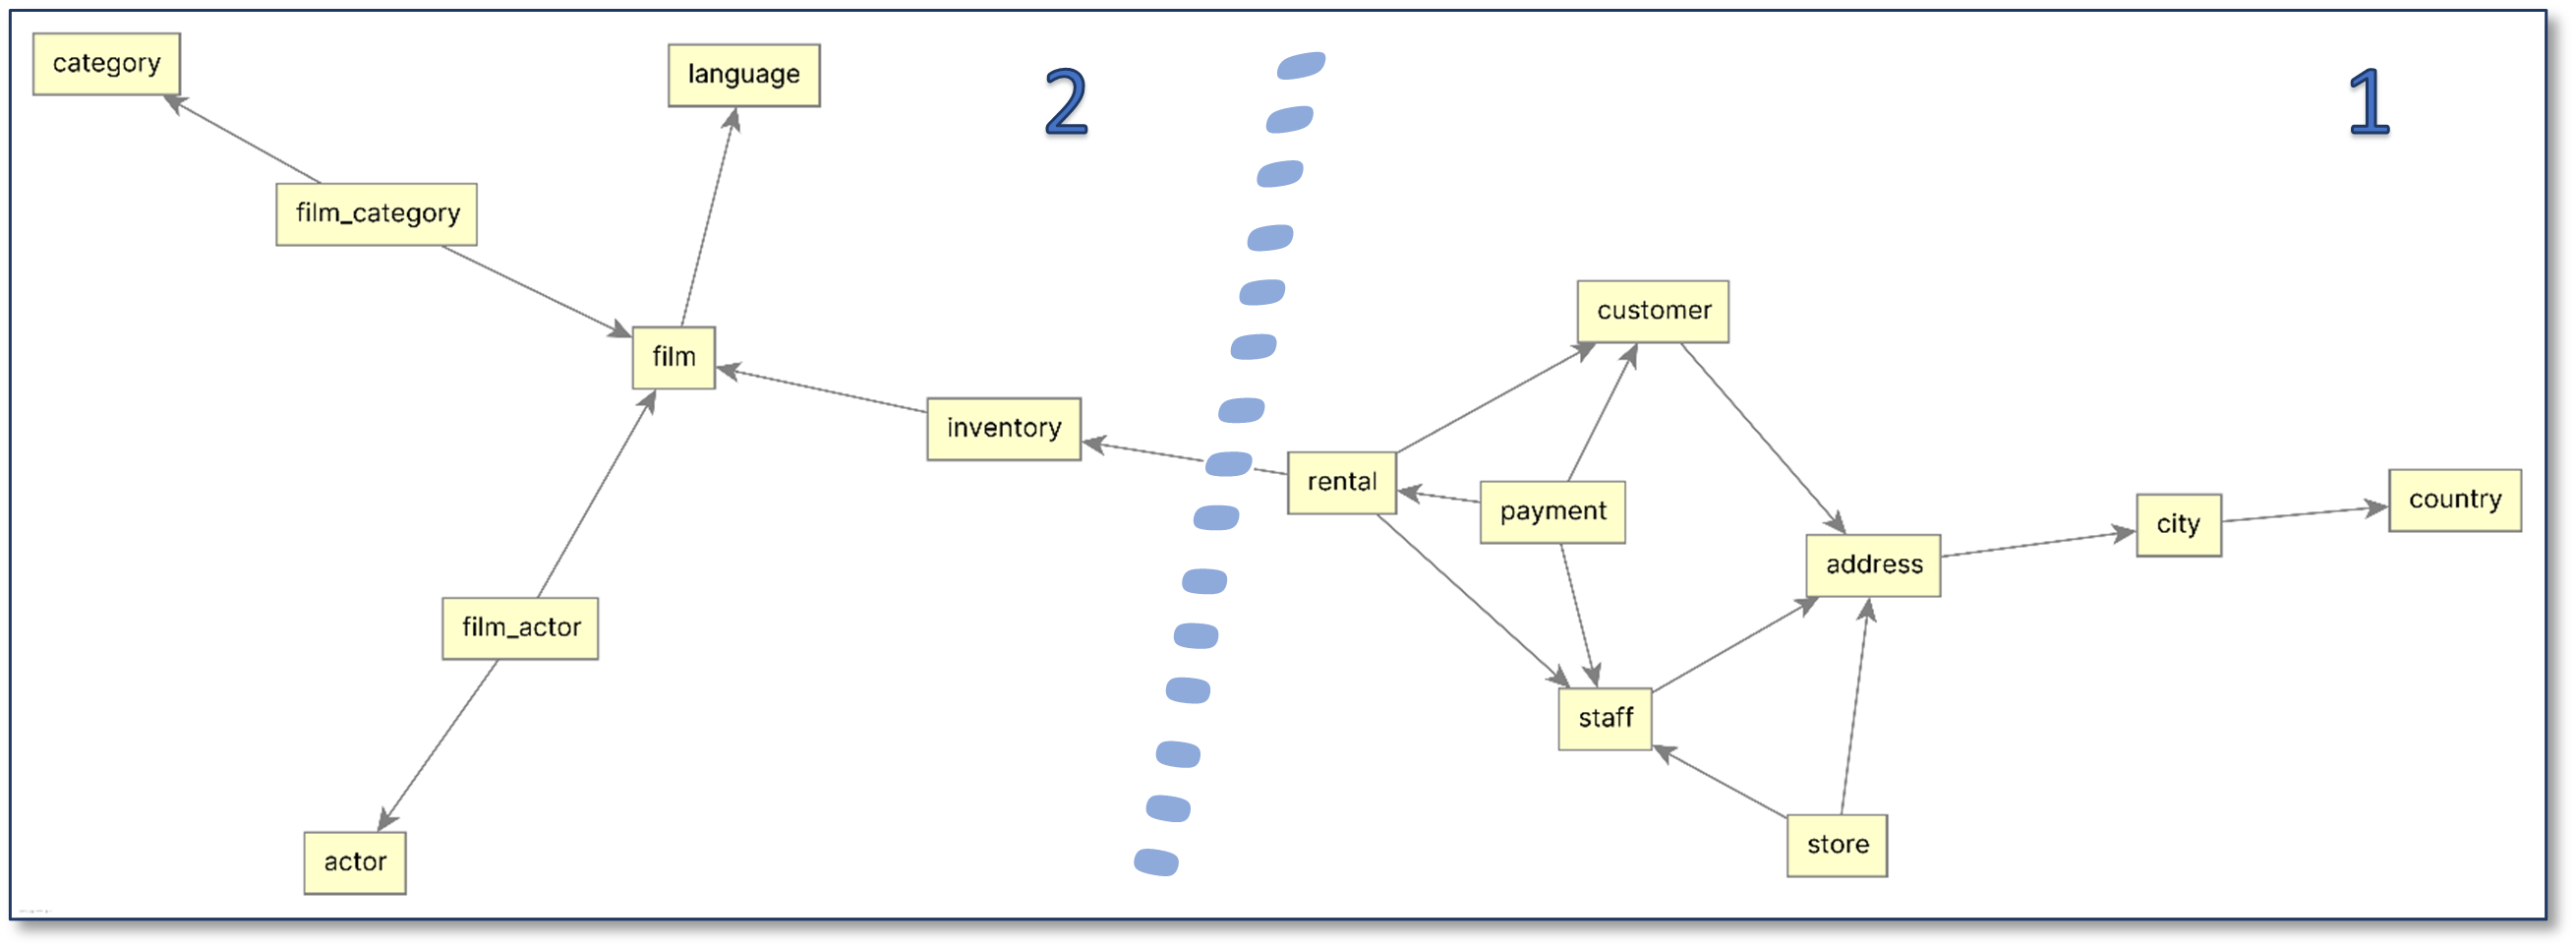 category
language
2
1
film_category
customer
film
inventory
rental
payment
country
city
address
film_actor
staff
store
actor